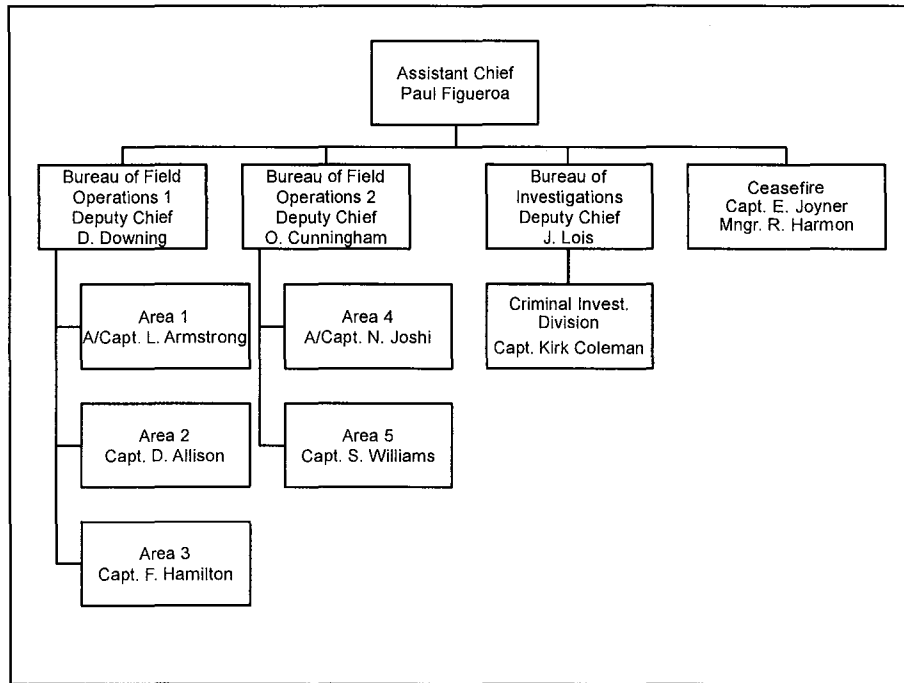 Assistant Chief
Paul Figueroa
Bureau of Field
Operations 1
Deputy Chief
D. Downing
Bureau of Field
Operations 2
Deputy Chief
O. Cunningham
Bureau of
Investigations
Deputy Chief
J. Lois
Ceasefire
Capt. E. Joyner
Mngr. R. Harmon
Area 1
A/Capt. L. Armstrong
Area 4
A/Capt. N. Joshi
Criminal Invest.
Division
Capt. Kirk Coleman
Area 2
Capt. D. Allison
Area 5
Capt. S. Williams
Area 3
Capt. F. Hamilton